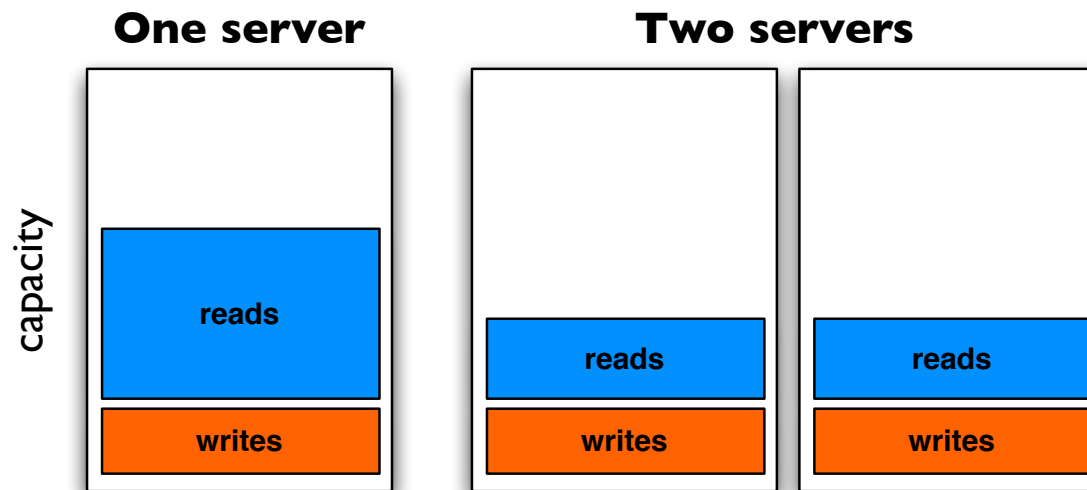 One server
Two servers
capacity
reads
writes
reads
writes
reads
writes